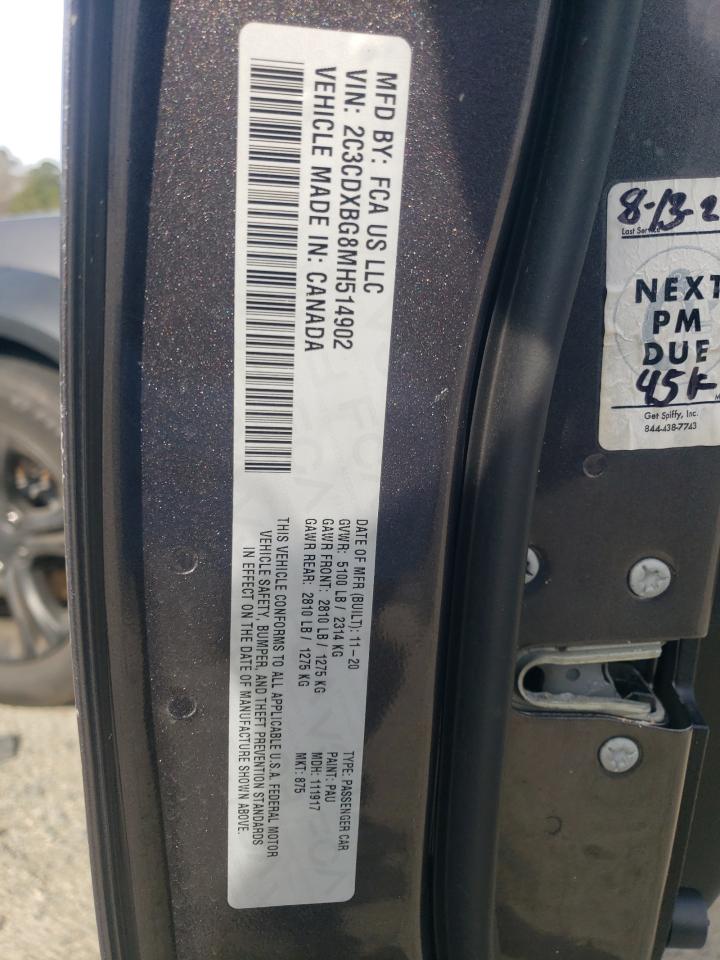 MFD BY: FCA US LLC
VIN: 2C3CDXBG8MH514902
VEHICLE MADE IN: CANADA
DATE OF MFR (BUILT): 11-20
GVWR: 5100 LB / 2314 KG
GAWR FRONT: 2810 LB / 1275 KG
GAWR REAR: 2810 LB / 1275 KG
THIS VEHICLE CONFORMS TO ALL APPLICABLE U.S.A. FEDERAL MOTOR
VEHICLE SAFETY, BUMPER, AND THEFT PREVENTION STANDARDS
IN EFFECT ON THE DATE OF MANUFACTURE SHOWN ABOVE.
TYPE: PASSENGER CAR
PAINT: PAU
MDH: 111917
MKT: 875
8-13-2
Last Service
NEXT
PM
DUE
45K
Get Spiffy, Inc.
844-438-7743